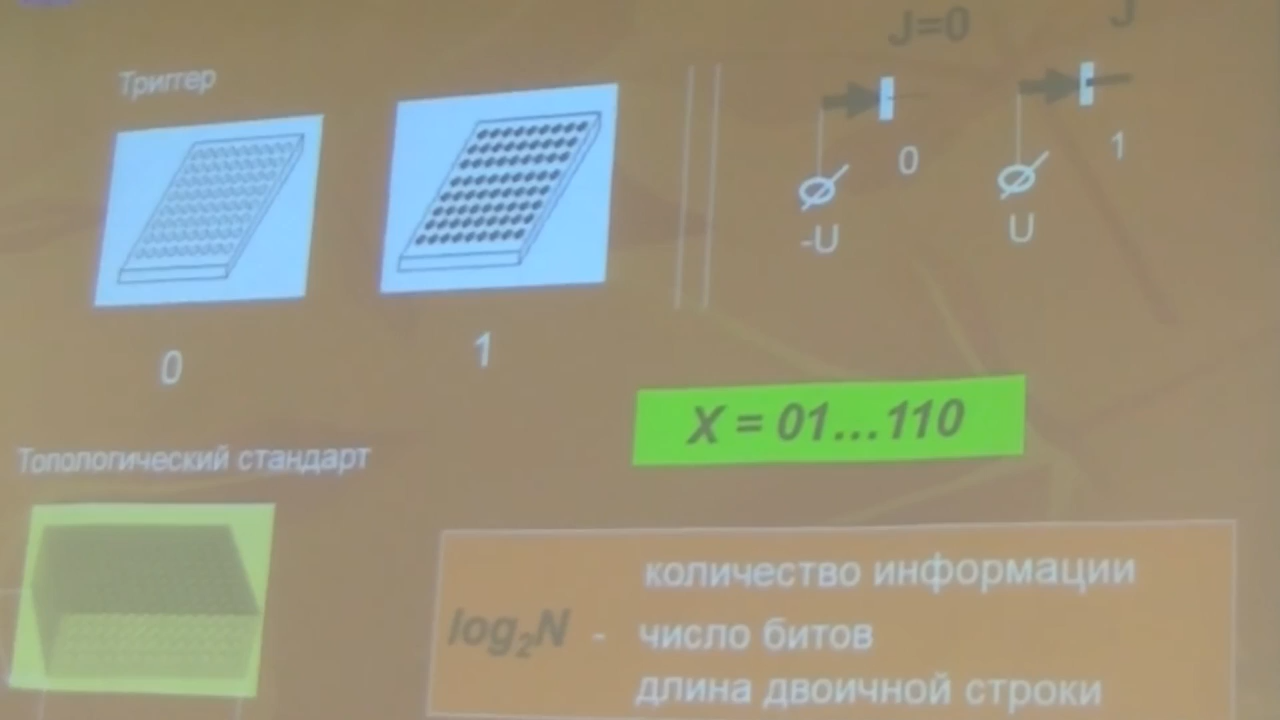 J=0 J
Триггер
0 1
-U U
0 1
X = 01...110
Топологический стандарт
количество информации
log₂N - число битов
длина двоичной строки